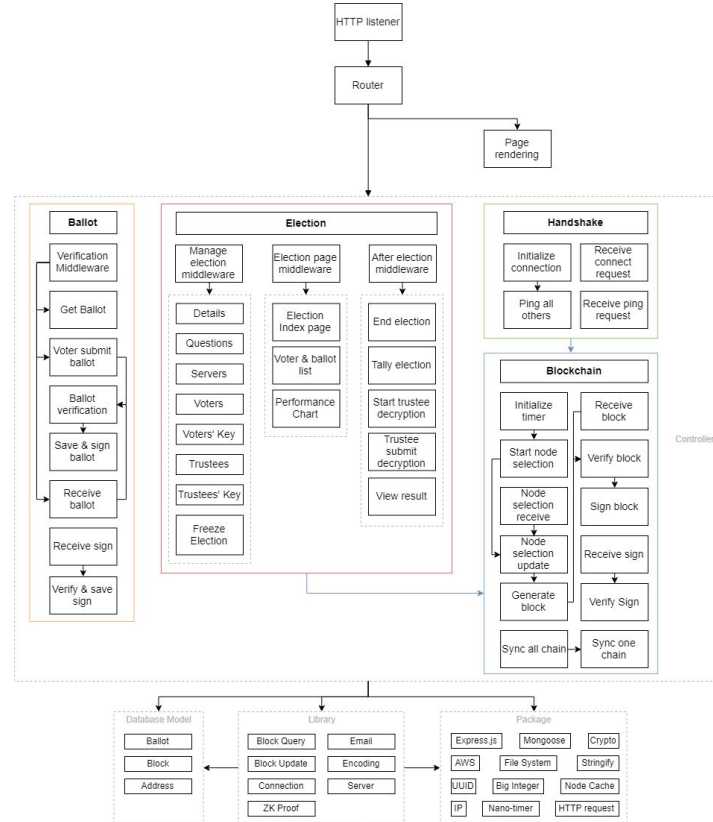 HTTP listener
Router
Page
rendering
Ballot
Verification
Middleware
Get Ballot
Voter submit
ballot
Ballot
verification
Save & sign
ballot
Receive
ballot
Receive sign
Verify & save
sign
Election
Manage
election
middleware
Details
Questions
Servers
Voters
Voters' Key
Trustees
Trustees' Key
Freeze
Election
Election page
middleware
Election
Index page
Voter & ballot
list
Performance
Chart
After election
middleware
End election
Tally election
Start trustee
decryption
Trustee
submit
decryption
View result
Handshake
Initialize
connection
Receive
connect
request
Ping all
others
Receive ping
request
Blockchain
Initialize
timer
Start node
selection
Node
selection
receive
Node
selection
update
Generate
block
Sync all chain
Receive
block
Verify block
Sign block
Receive sign
Verify Sign
Sync one
chain
Controller
Database Model
Ballot
Block
Address
Library
Block Query
Email
Block Update
Encoding
Connection
Server
ZK Proof
Package
Express.js
Mongoose
Crypto
AWS
File System
Stringify
UUID
Big Integer
Node Cache
IP
Nano-timer
HTTP request